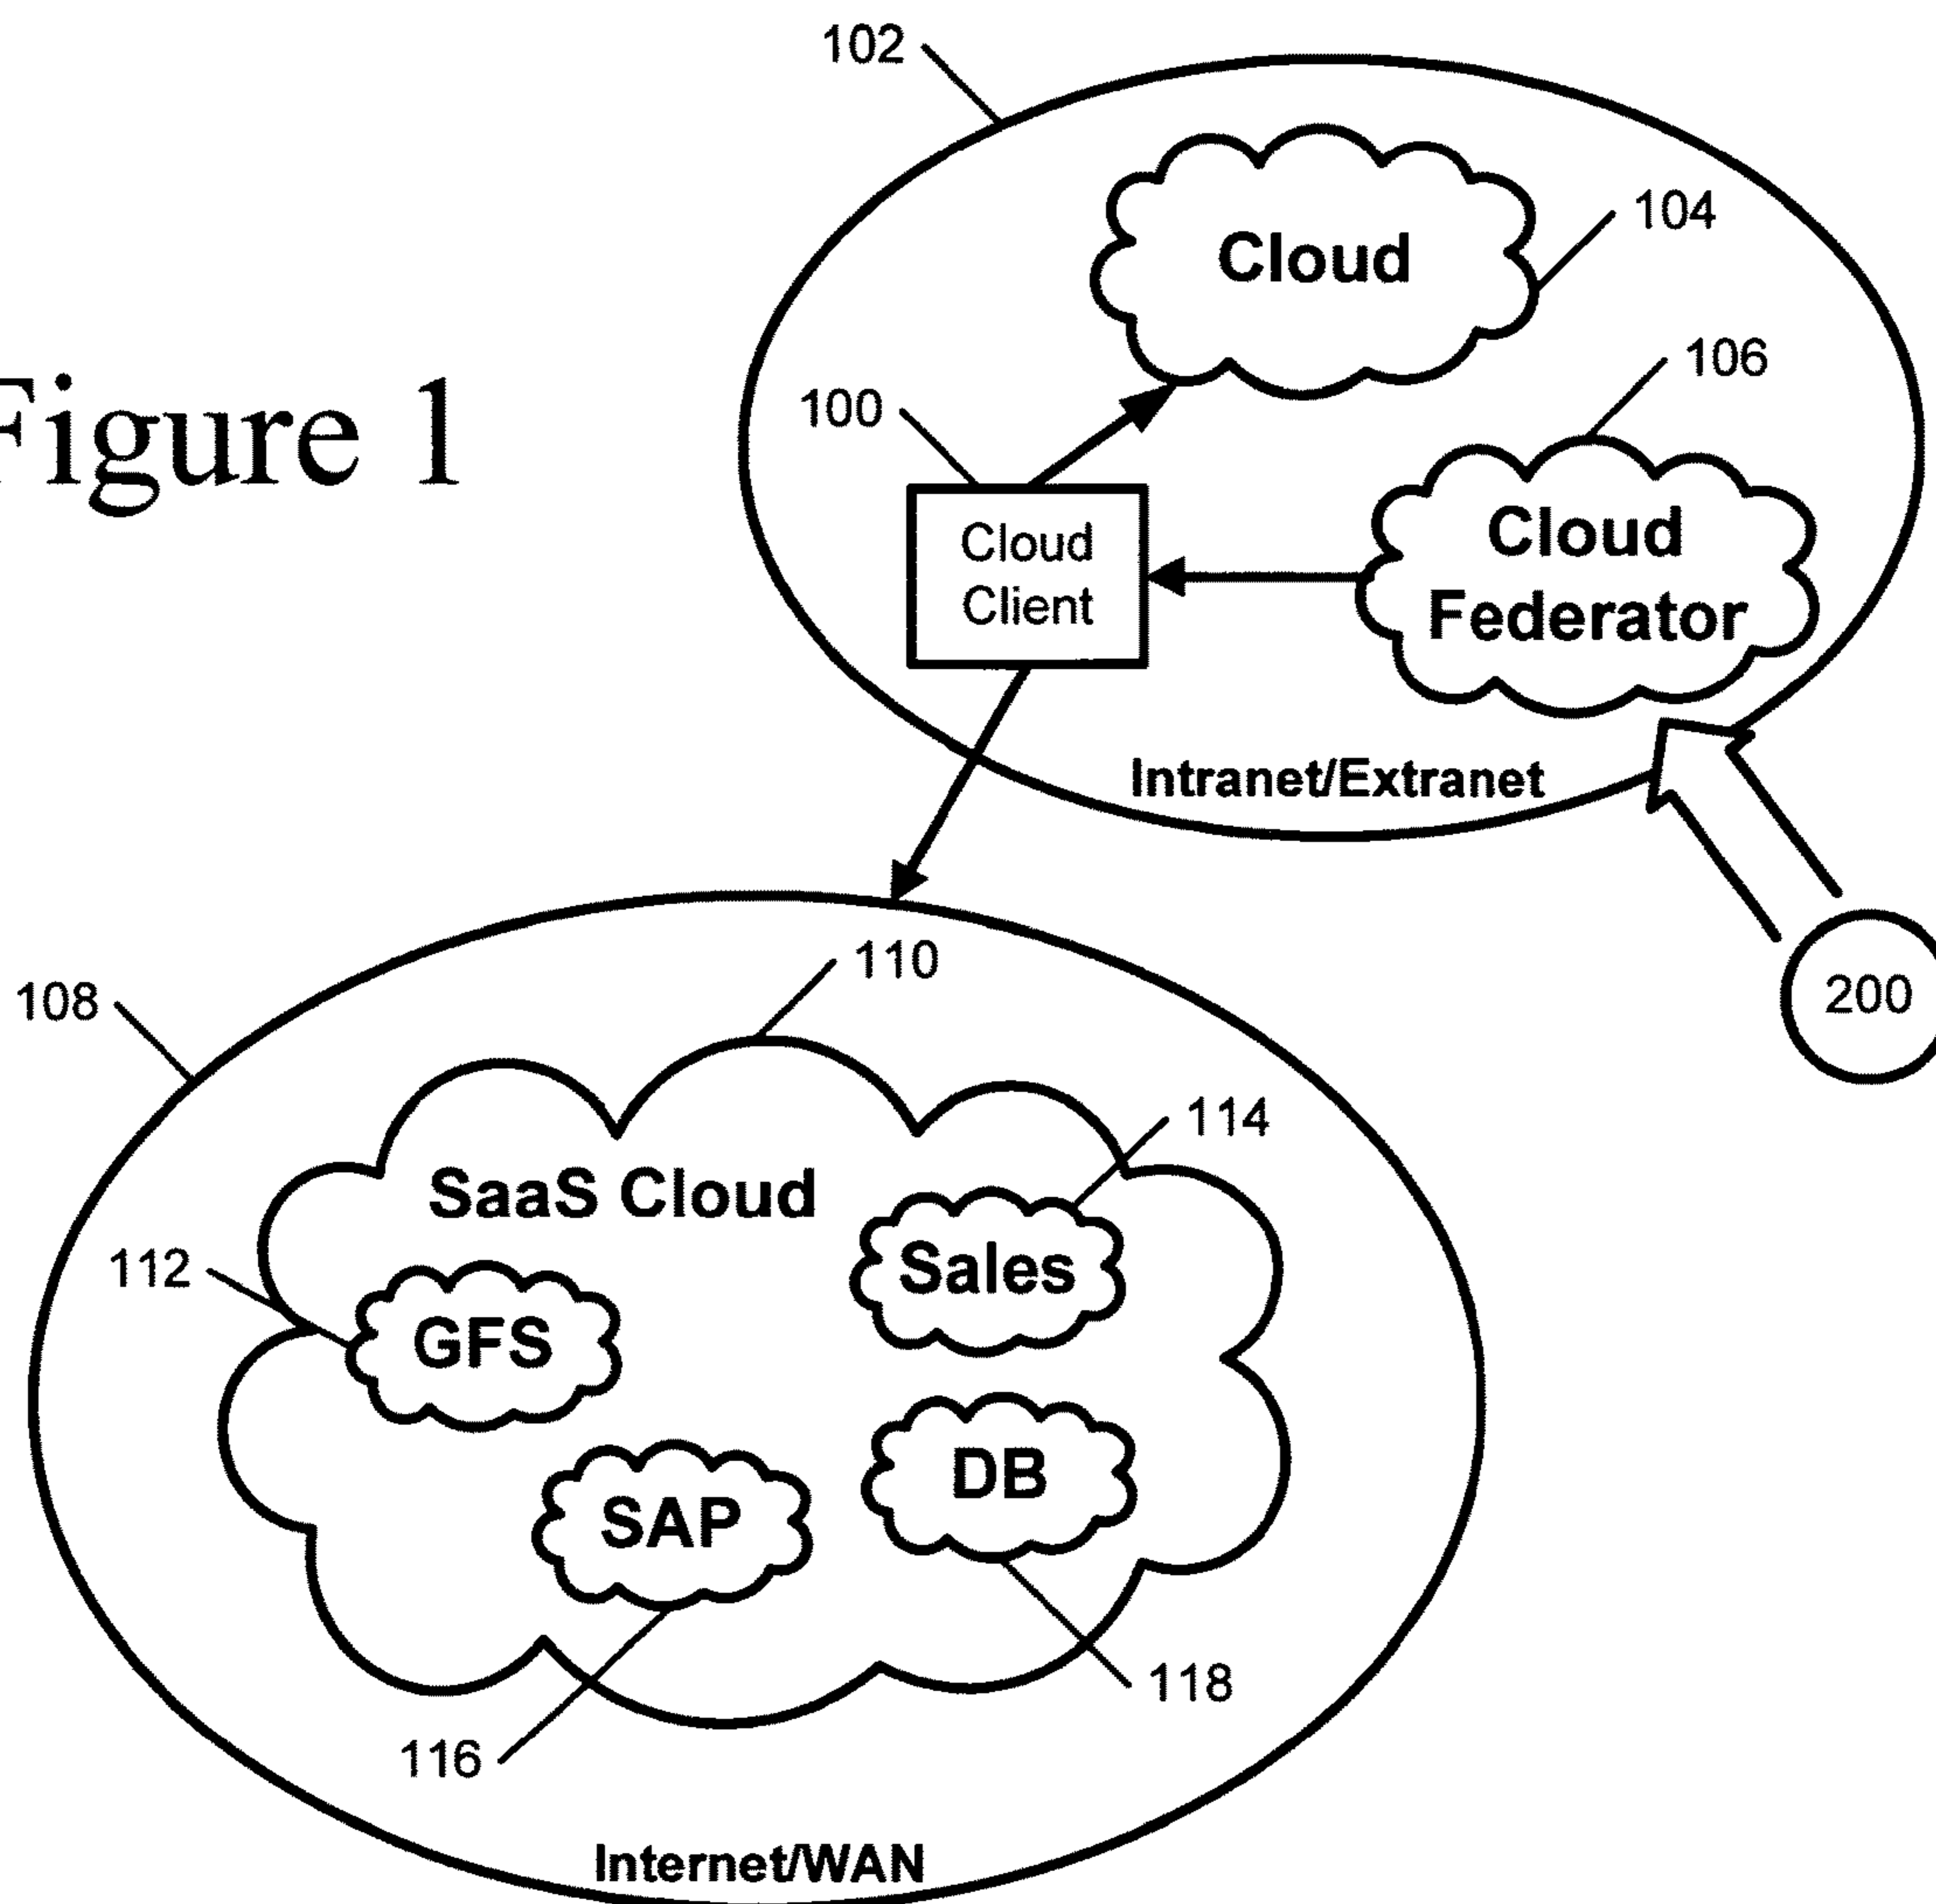 102
Cloud
104
106
Figure 1
100
Cloud
Client
Cloud
Federator
Intranet/Extranet
200
108
110
114
SaaS Cloud
112
Sales
GFS
DB
SAP
118
116
Internet/WAN